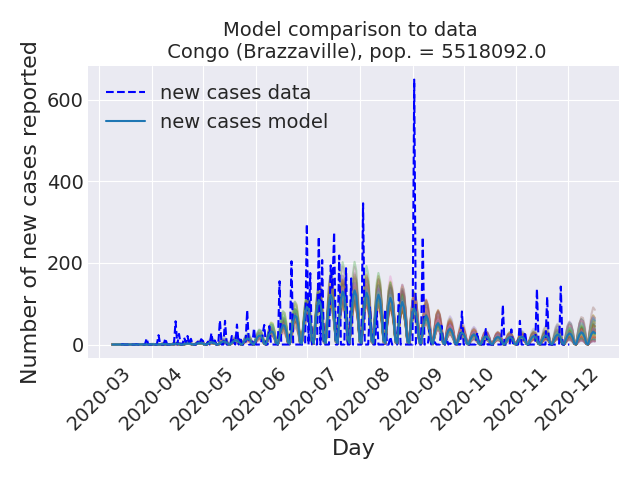 Model comparison to data
Congo (Brazzaville), pop. = 5518092.0
Number of new cases reported
600
400
200
0
new cases data
new cases model
2020-03
2020-04
2020-05
2020-06
2020-07
2020-08
2020-09
2020-10
2020-11
2020-12
Day